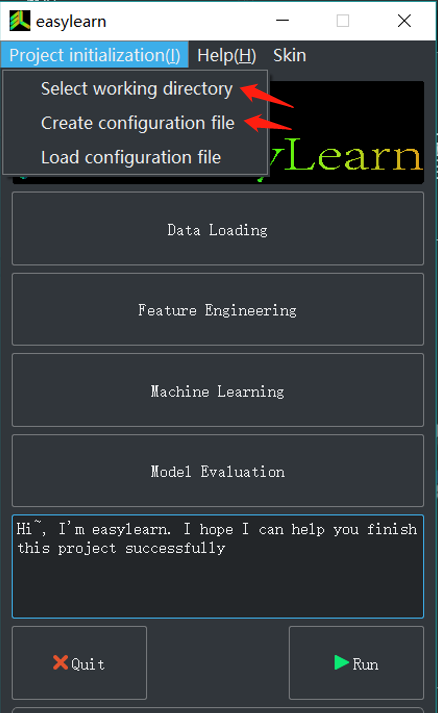 easylearn
Project initialization(I) Help(H) Skin
Select working directory
Create configuration file
Load configuration file
yLearn
Data Loading
Feature Engineering
Machine Learning
Model Evaluation
Hi~, I'm easylearn. I hope I can help you finish
this project successfully
Quit Run